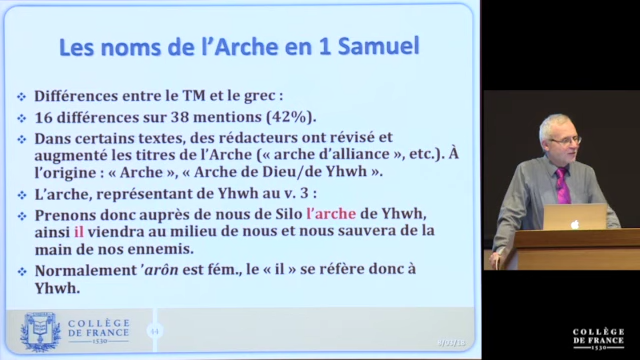 Les noms de l'Arche en 1 Samuel
Différences entre le TM et le grec :
16 différences sur 38 mentions (42%).
Dans certains textes, des rédacteurs ont révisé et
augmenté les titres de l'Arche (« arche d'alliance », etc.). À
l'origine : « Arche », « Arche de Dieu/de Yhwh ».
L'arche, représentant de Yhwh au v. 3 :
Prenons donc auprès de nous de Silo l'arche de Yhwh,
ainsi il viendra au milieu de nous et nous sauvera de la
main de nos ennemis.
Normalement 'arôn est fém., le « il » se réfère donc à
Yhwh.
COLLÈGE
DE FRANCE
1530
44
COLLÈGE
DE FRANCE
1530